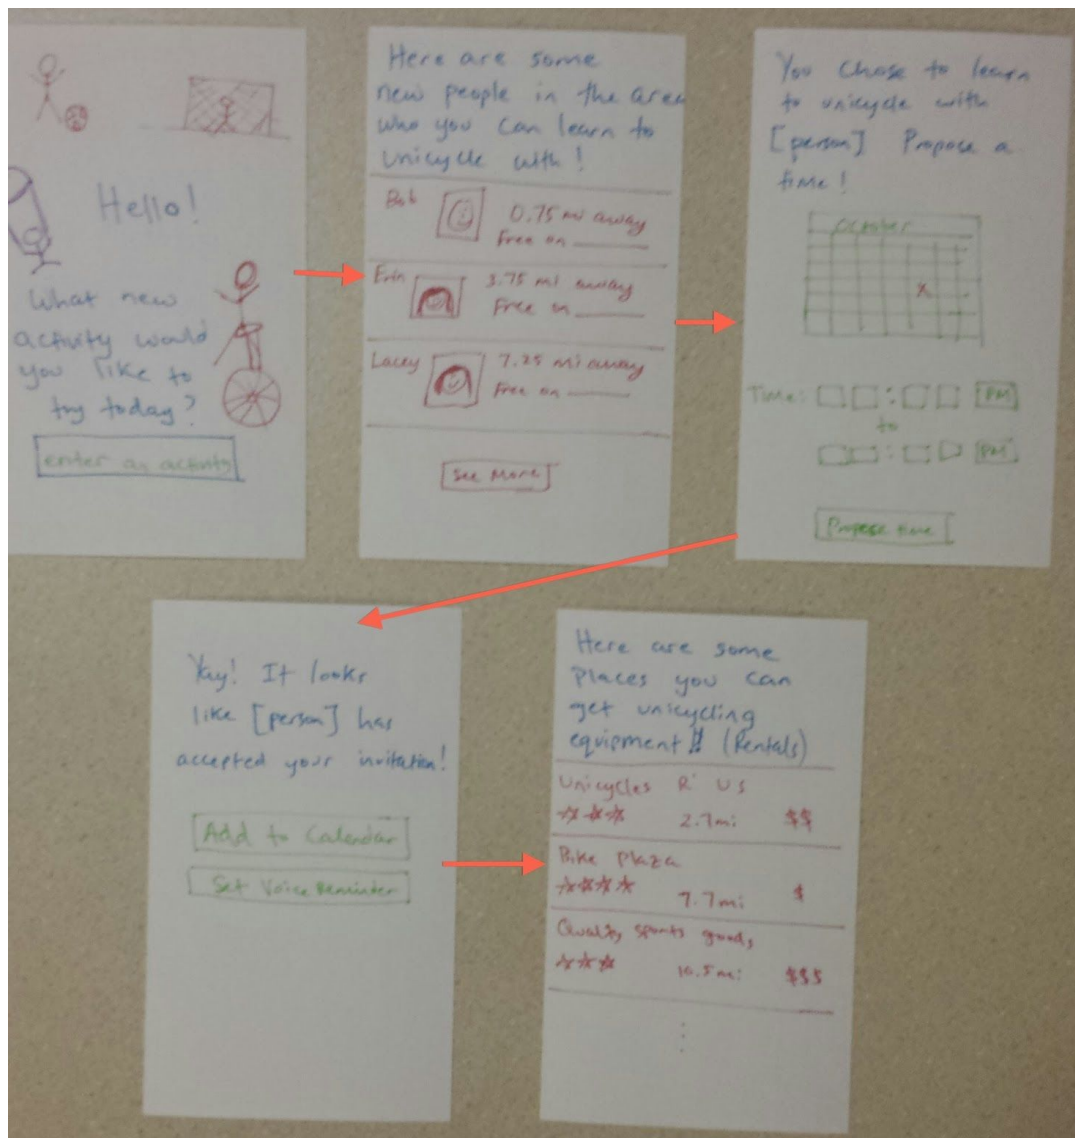 Hello!
What new
activity would
you like to
try today?
enter an activity
Here are some
new people in the area
who you can learn to
unicycle with!
Bob
0.75 mi away
Free on
Erin
3.75 mi away
Free on
Lacey
7.25 mi away
Free on
See More
You chose to learn
to unicycle with
[person] Propose a
time!
October
x
Time: : PM
to
: PM
Propose time
Yay! It looks
like [person] has
accepted your invitation!
Add to Calendar
Set Voice Reminder
Here are some
places you can
get unicycling
equipment!! (Rentals)
Unicycles R' US
2.7mi $$
Bike Plaza
7.7mi $
Quality sports goods
10.5mi $$$